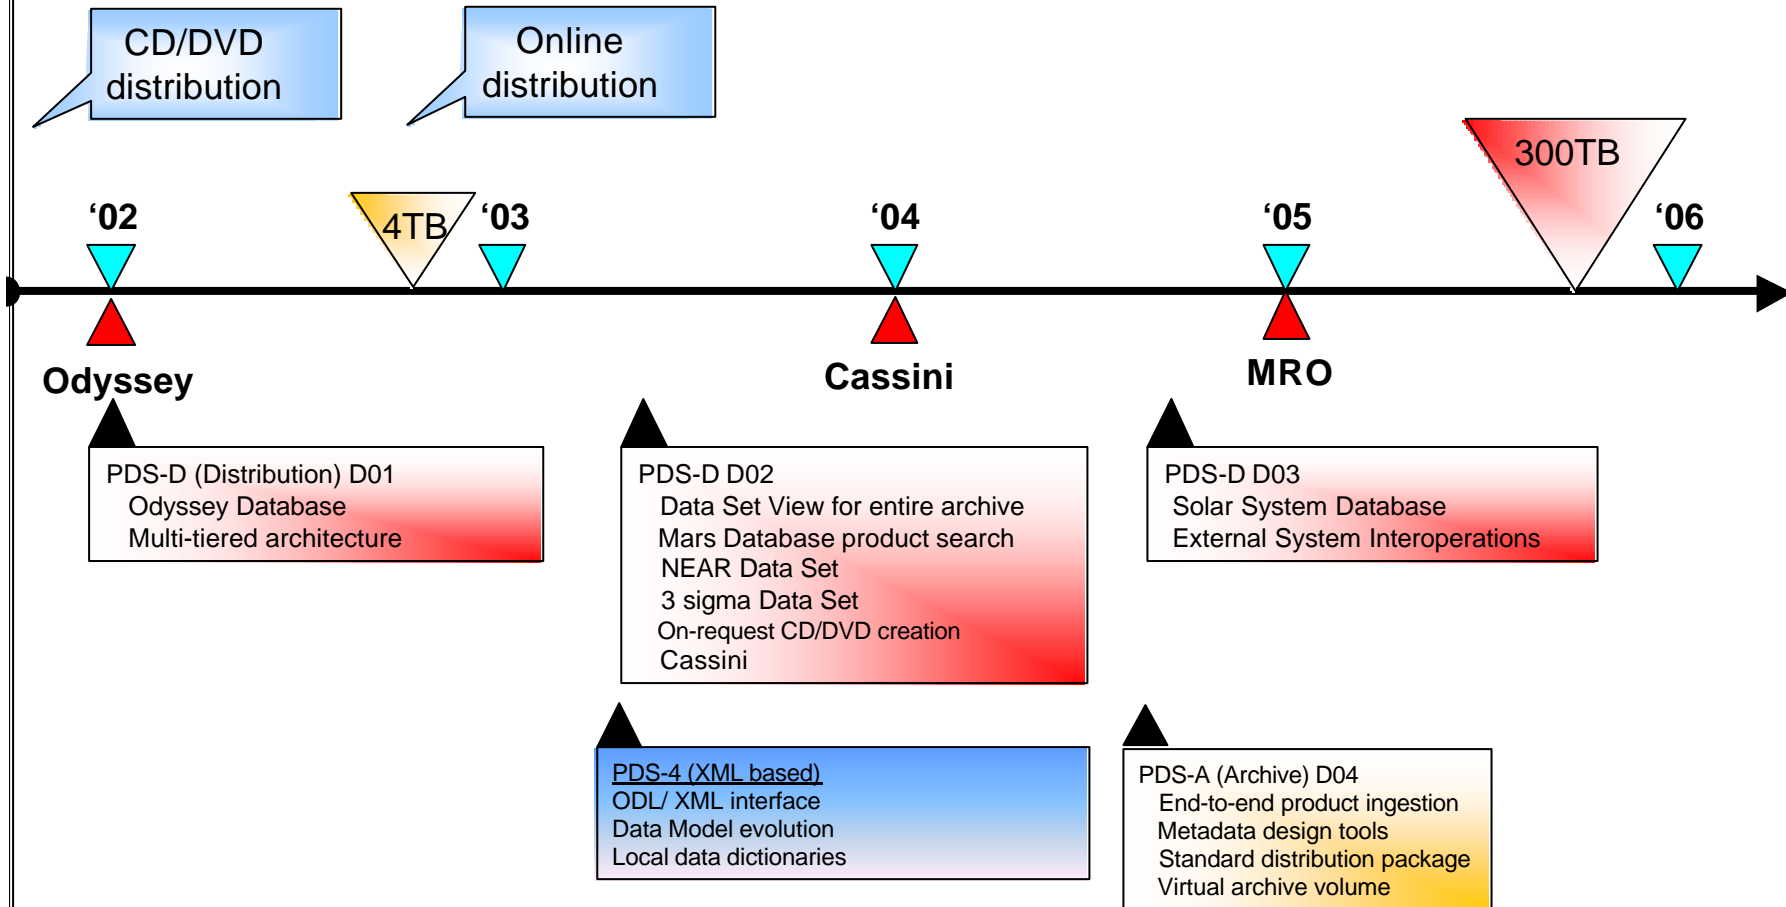 CD/DVD
distribution
Online
distribution
300TB
‘02
4TB
‘03
‘04
‘05
‘06
Odyssey
Cassini
MRO
PDS-D (Distribution) D01
Odyssey Database
Multi-tiered architecture
PDS-D D02
Data Set View for entire archive
Mars Database product search
NEAR Data Set
3 sigma Data Set
On-request CD/DVD creation
Cassini
PDS-D D03
Solar System Database
External System Interoperations
PDS-4 (XML based)
ODL/ XML interface
Data Model evolution
Local data dictionaries
PDS-A (Archive) D04
End-to-end product ingestion
Metadata design tools
Standard distribution package
Virtual archive volume